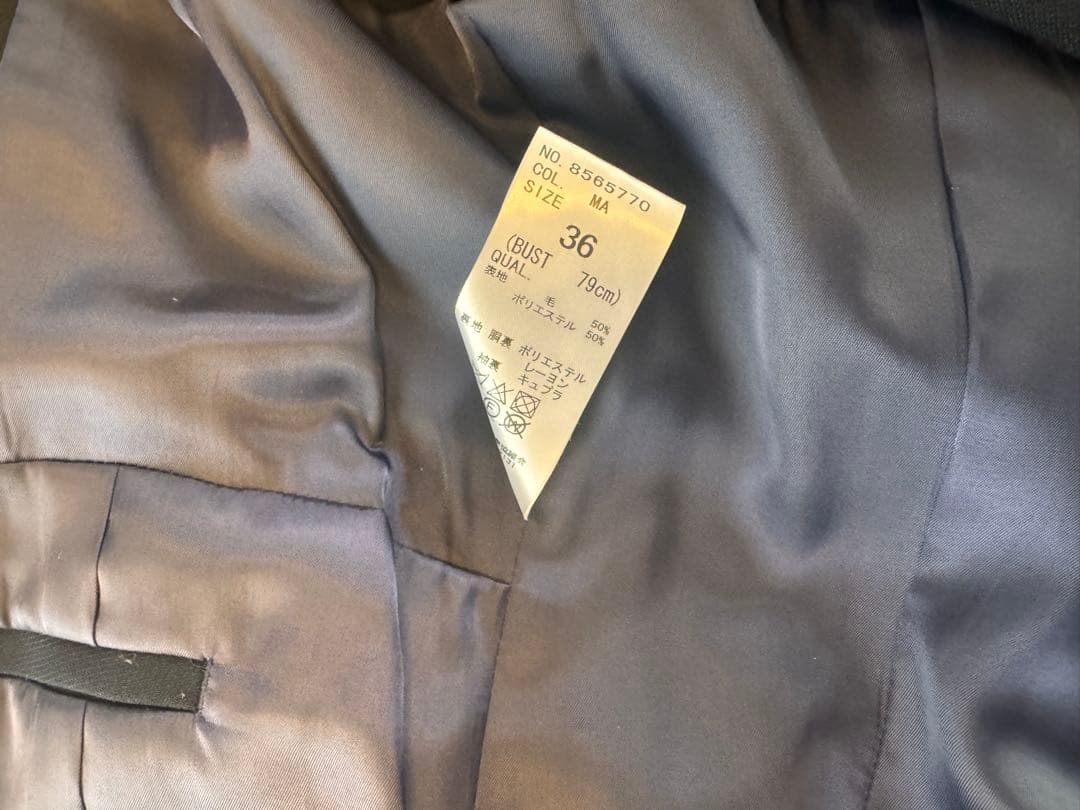 NO. 8565770
COL. MA
SIZE
36
(BUST 79cm)
QUAL.
表地 毛 50%
ポリエステル 50%
裏地 胴裏 ポリエステル
レーヨン
袖裏 キュプラ